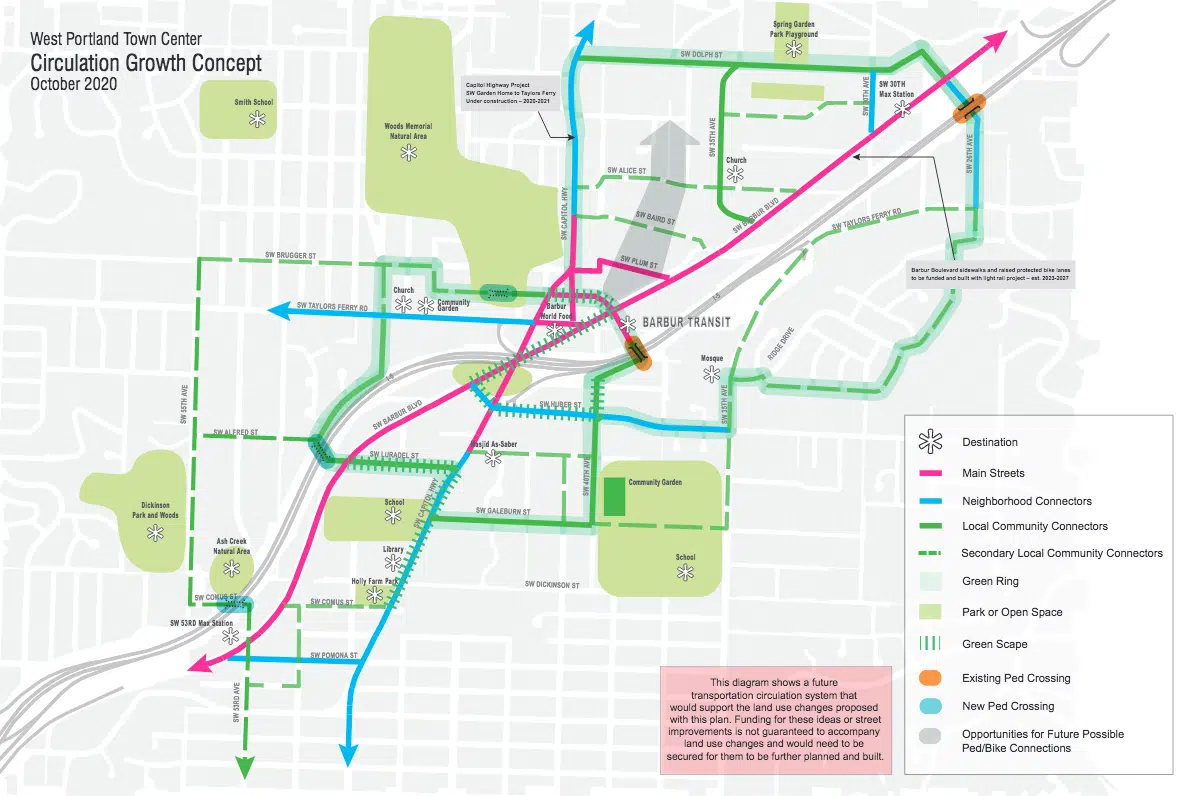 West Portland Town Center
Circulation Growth Concept
October 2020
Spring Garden
Park Playground
SW DOLPH ST
Smith School
Capitol Highway Project
SW Garden Home to Taylors Ferry
Under construction – 2020-2021
SW 30TH
Max Station
SW 30TH AVE
Woods Memorial
Natural Area
SW 35TH AVE
SW 26TH AVE
Church
SW ALICE ST
SW CAPITOL HWY
SW BAIRD ST
SW BARBUR BLVD
SW TAYLORS FERRY RD
SW BRUGGER ST
SW PLUM ST
Barbur Boulevard sidewalks and raised protected bike lanes
to be funded and built with light rail project – est. 2023-2027
Church
Community
Garden
SW TAYLORS FERRY RD
Barbur
World Food
I-5
BARBUR TRANSIT
RIDGE DRIVE
Mosque
I-5
SW 55TH AVE
SW BARBUR BLVD
SW HUBER ST
SW 35TH AVE
SW ALFRED ST
Masjid As-Saber
SW LURADEL ST
SW 40TH AVE
SW CAPITOL HWY
Community Garden
Dickinson
Park and Woods
School
SW GALEBURN ST
Ash Creek
Natural Area
Library
School
Holly Farm Park
SW DICKINSON ST
SW COMUS ST
SW COMUS ST
SW 53RD Max Station
SW POMONA ST
SW 53RD AVE
Destination
Main Streets
Neighborhood Connectors
Local Community Connectors
Secondary Local Community Connectors
Green Ring
Park or Open Space
Green Scape
Existing Ped Crossing
New Ped Crossing
Opportunities for Future Possible
Ped/Bike Connections
This diagram shows a future
transportation circulation system that
would support the land use changes proposed
with this plan. Funding for these ideas or street
improvements is not guaranteed to accompany
land use changes and would need to be
secured for them to be further planned and built.